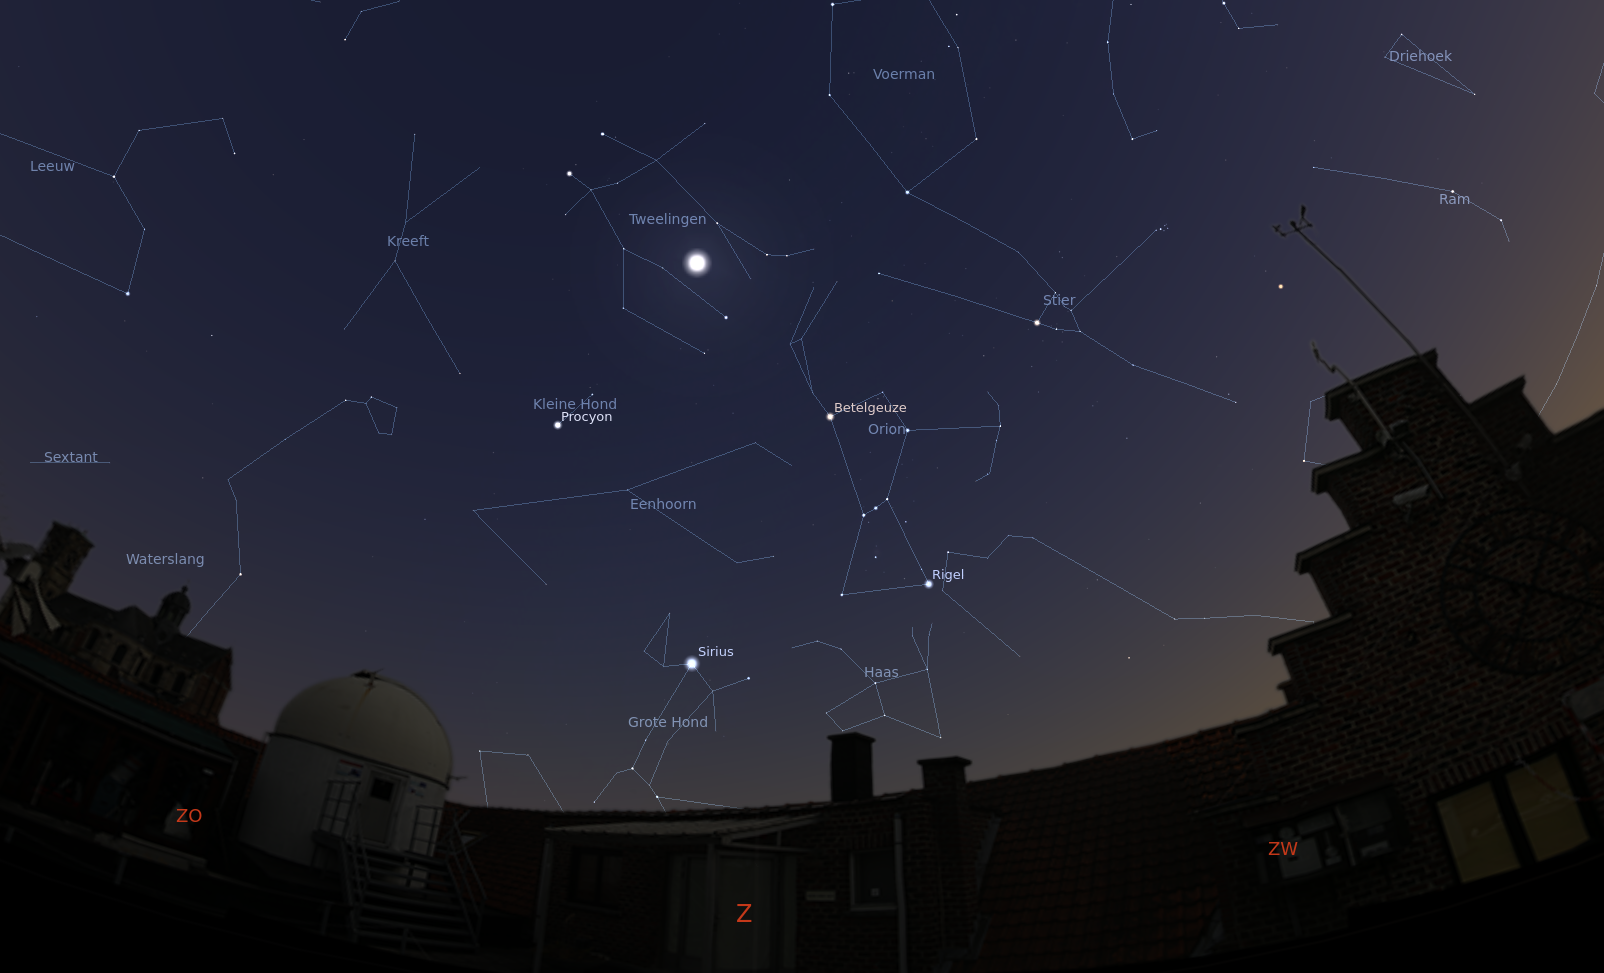 Driehoek
Voerman
Leeuw
Ram
Tweelingen
Kreeft
Stier
Kleine Hond
Procyon
Betelgeuze
Orion
Sextant
Eenhoorn
Waterslang
Rigel
Sirius
Haas
Grote Hond
ZO
ZW
Z